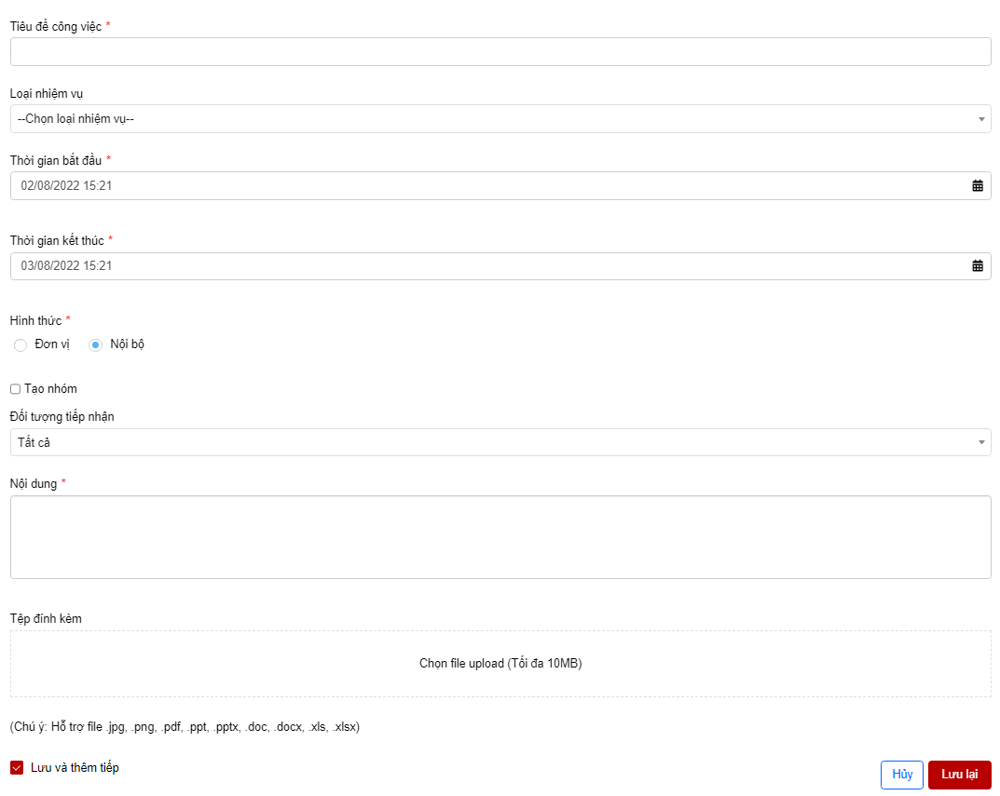 Tiêu đề công việc *
Loại nhiệm vụ
--Chọn loại nhiệm vụ--
Thời gian bắt đầu *
02/08/2022 15:21
Thời gian kết thúc *
03/08/2022 15:21
Hình thức *
Đơn vị Nội bộ
Tạo nhóm
Đối tượng tiếp nhận
Tất cả
Nội dung *
Tệp đính kèm
Chọn file upload (Tối đa 10MB)
(Chú ý: Hỗ trợ file .jpg, .png, .pdf, .ppt, .pptx, .doc, .docx, .xls, .xlsx)
Lưu và thêm tiếp
Hủy Lưu lại